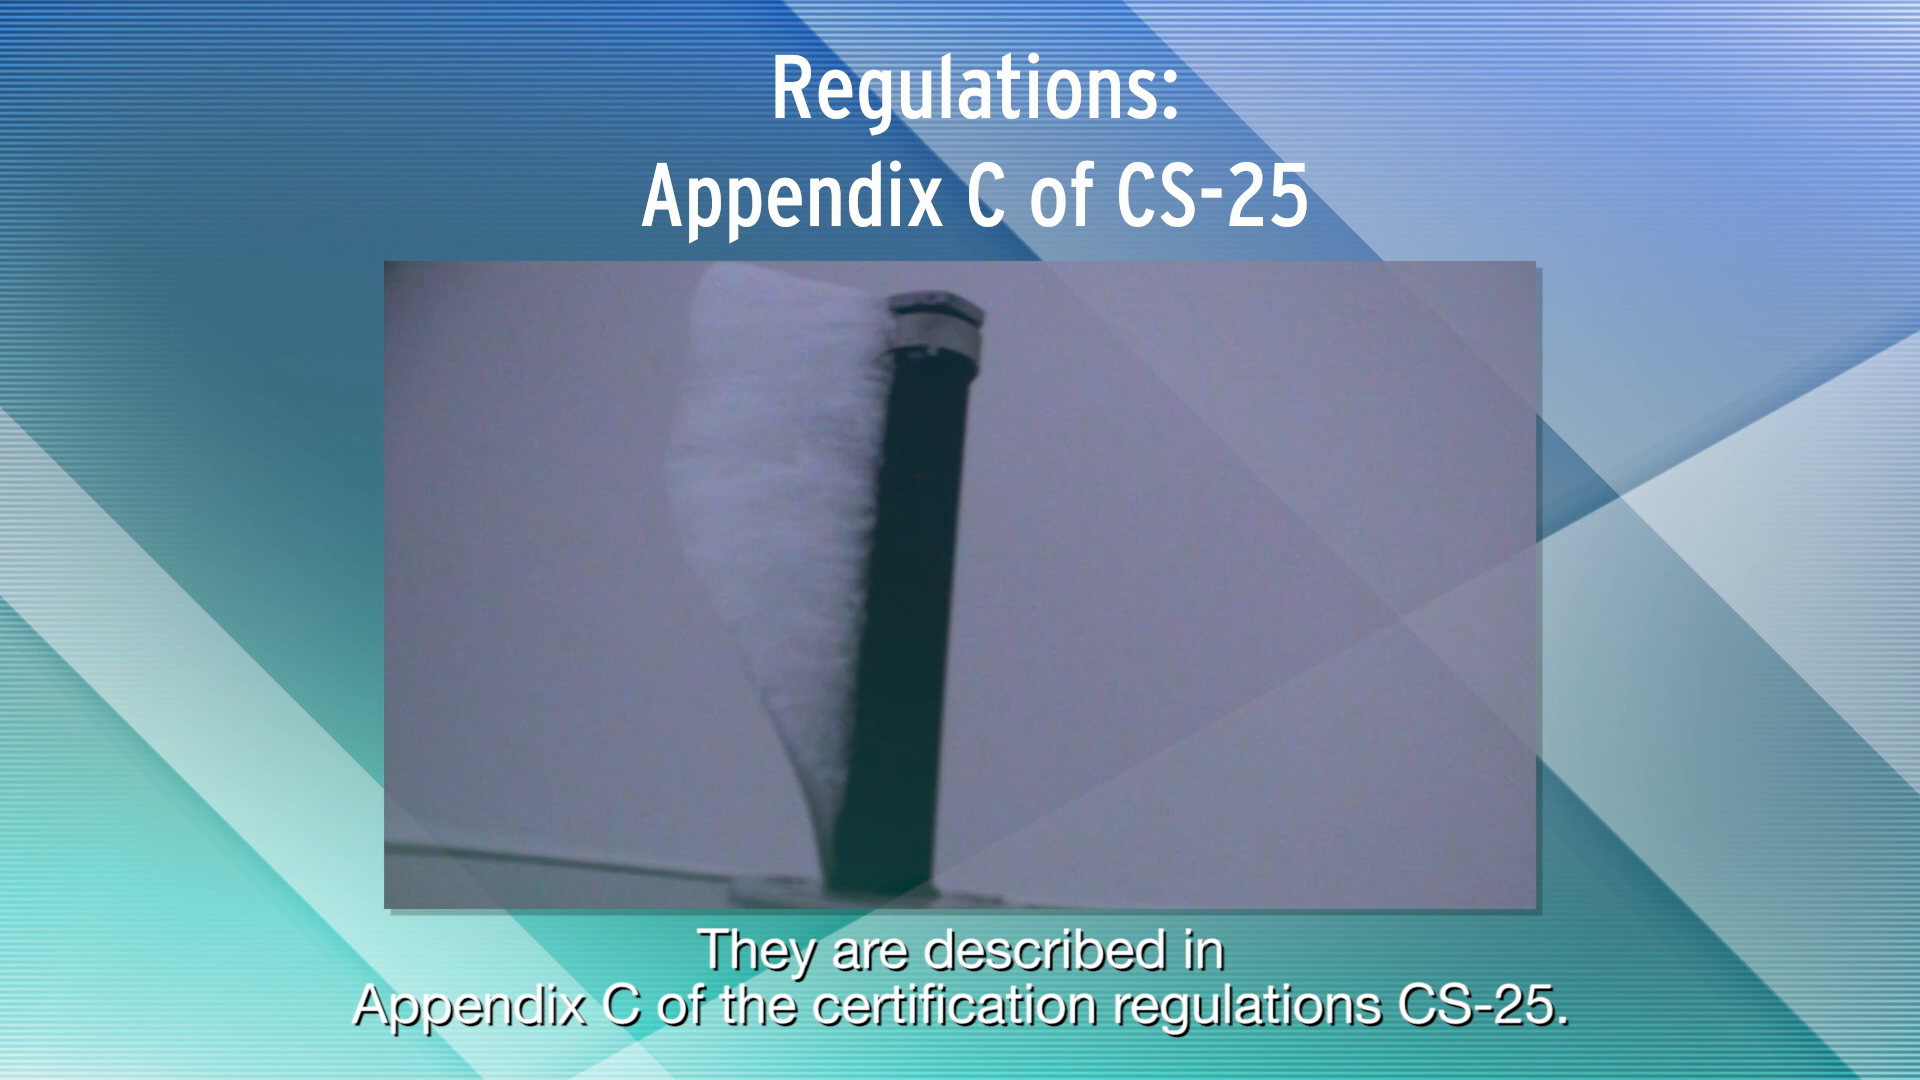 Regulations:
Appendix C of CS-25
They are described in
Appendix C of the certification regulations CS-25.